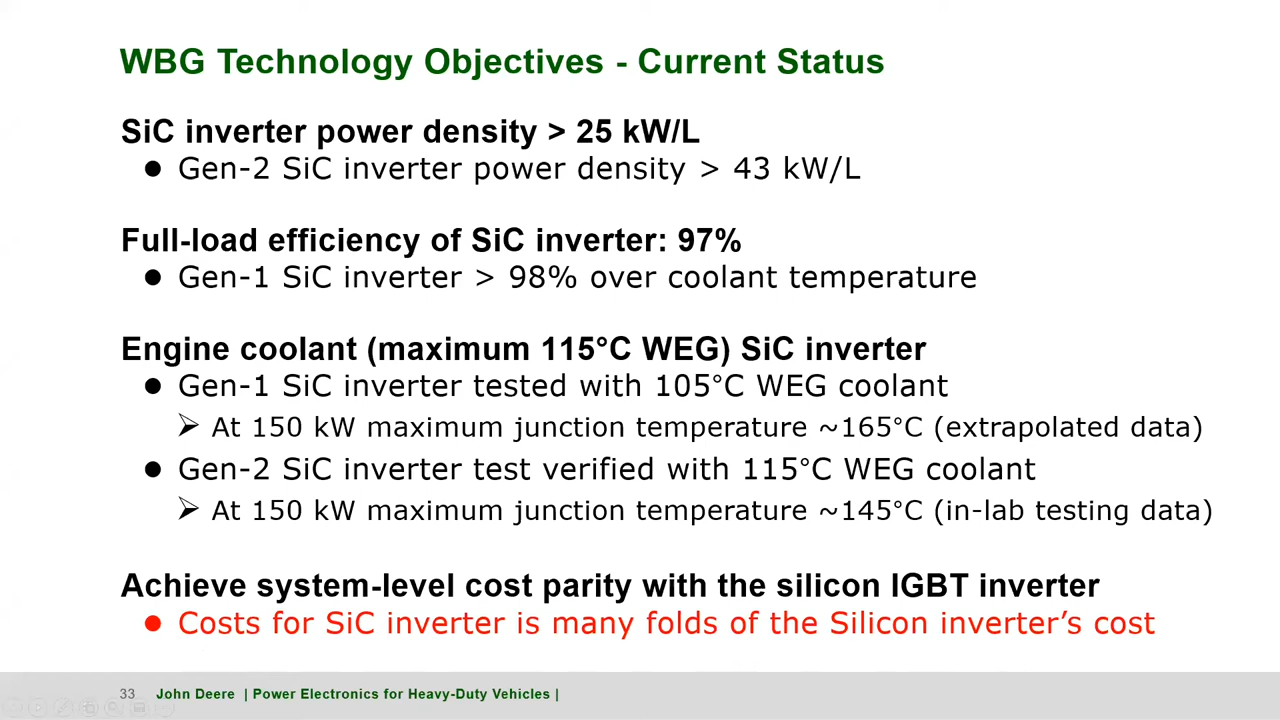 WBG Technology Objectives - Current Status
SiC inverter power density > 25 kW/L
● Gen-2 SiC inverter power density > 43 kW/L
Full-load efficiency of SiC inverter: 97%
● Gen-1 SiC inverter > 98% over coolant temperature
Engine coolant (maximum 115°C WEG) SiC inverter
● Gen-1 SiC inverter tested with 105°C WEG coolant
➢ At 150 kW maximum junction temperature ~165°C (extrapolated data)
● Gen-2 SiC inverter test verified with 115°C WEG coolant
➢ At 150 kW maximum junction temperature ~145°C (in-lab testing data)
Achieve system-level cost parity with the silicon IGBT inverter
● Costs for SiC inverter is many folds of the Silicon inverter’s cost
33 John Deere | Power Electronics for Heavy-Duty Vehicles |